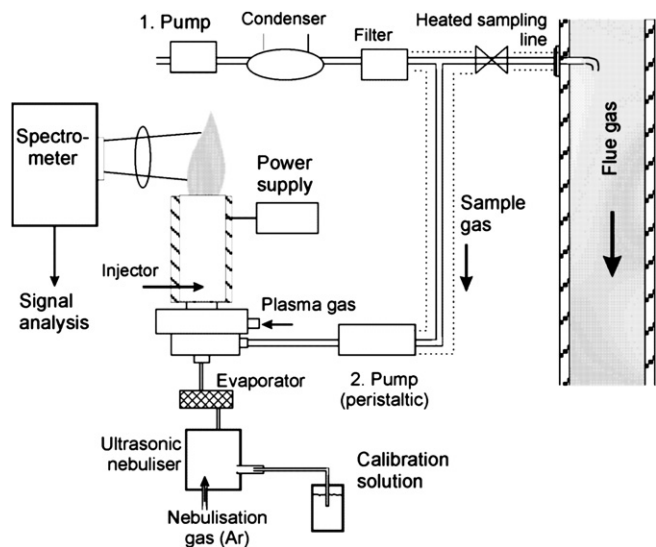 1. Pump
Condenser
Filter
Heated sampling
line
Spectro-
meter
Power
supply
Flue gas
Sample
gas
Injector
Signal
analysis
Plasma gas
Evaporator
2. Pump
(peristaltic)
Ultrasonic
nebuliser
Calibration
solution
Nebulisation
gas (Ar)